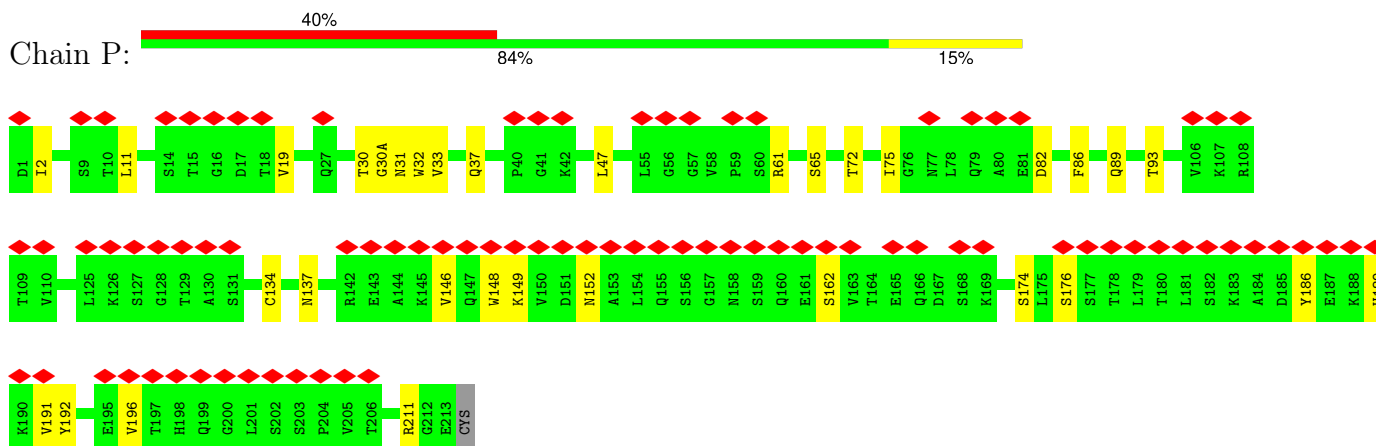 40%
Chain P:
84% 15%
D1 I2 S9 T10 L11 S14 T15 G16 D17 T18 V19 Q27 T30 G30A N31 W32 V33 Q37 P40 G41 K42 L47 L55 G56 G57 V58 P59 S60 R61 S65 T72 I75 G76 N77 L78 Q79 A80 E81 D82 F86 Q89 T93 V106 K107 R108
T109 V110 L125 K126 S127 G128 T129 A130 S131 C134 N137 R142 E143 A144 K145 V146 Q147 W148 K149 V150 D151 N152 A153 L154 Q155 S156 G157 N158 S159 Q160 E161 S162 V163 T164 E165 Q166 D167 S168 K169 S174 L175 S176 S177 T178 L179 T180 L181 S182 K183 A184 D185 Y186 E187 K188
K190 V191 Y192 E195 V196 T197 H198 Q199 G200 L201 S202 S203 P204 V205 T206 R211 G212 E213 CYS